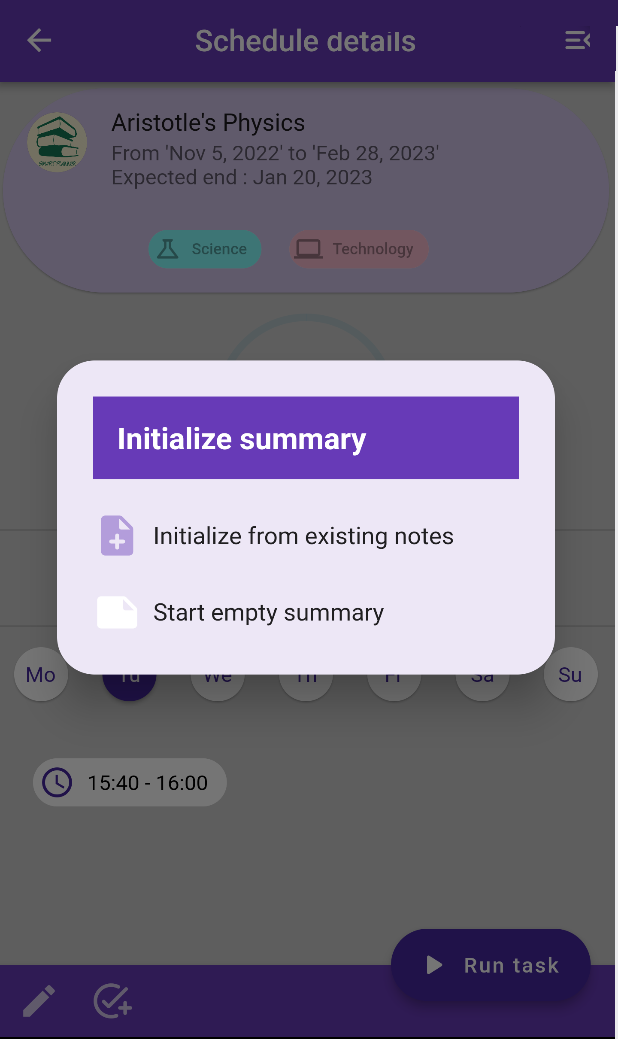 Schedule details
Aristotle's Physics
From 'Nov 5, 2022' to 'Feb 28, 2023'
Expected end : Jan 20, 2023
Science
Technology
Initialize summary
Initialize from existing notes
Start empty summary
Mo Tu We Th Fr Sa Su
15:40 - 16:00
Run task